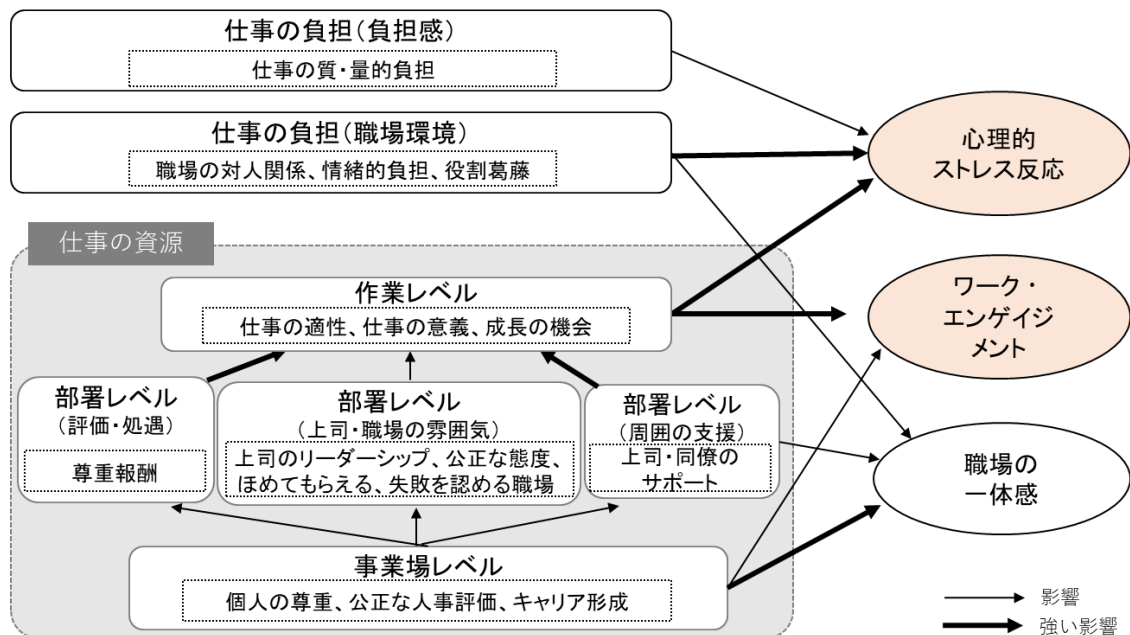 仕事の負担(負担感)
仕事の質・量的負担
仕事の負担(職場環境)
職場の対人関係、情緒的負担、役割葛藤
心理的
ストレス反応
仕事の資源
作業レベル
仕事の適性、仕事の意義、成長の機会
ワーク・
エンゲイジ
メント
部署レベル
(評価・処遇)
尊重報酬
部署レベル
(上司・職場の雰囲気)
上司のリーダーシップ、公正な態度、
ほめてもらえる、失敗を認める職場
部署レベル
(周囲の支援)
上司・同僚の
サポート
職場の
一体感
事業場レベル
個人の尊重、公正な人事評価、キャリア形成
影響
強い影響